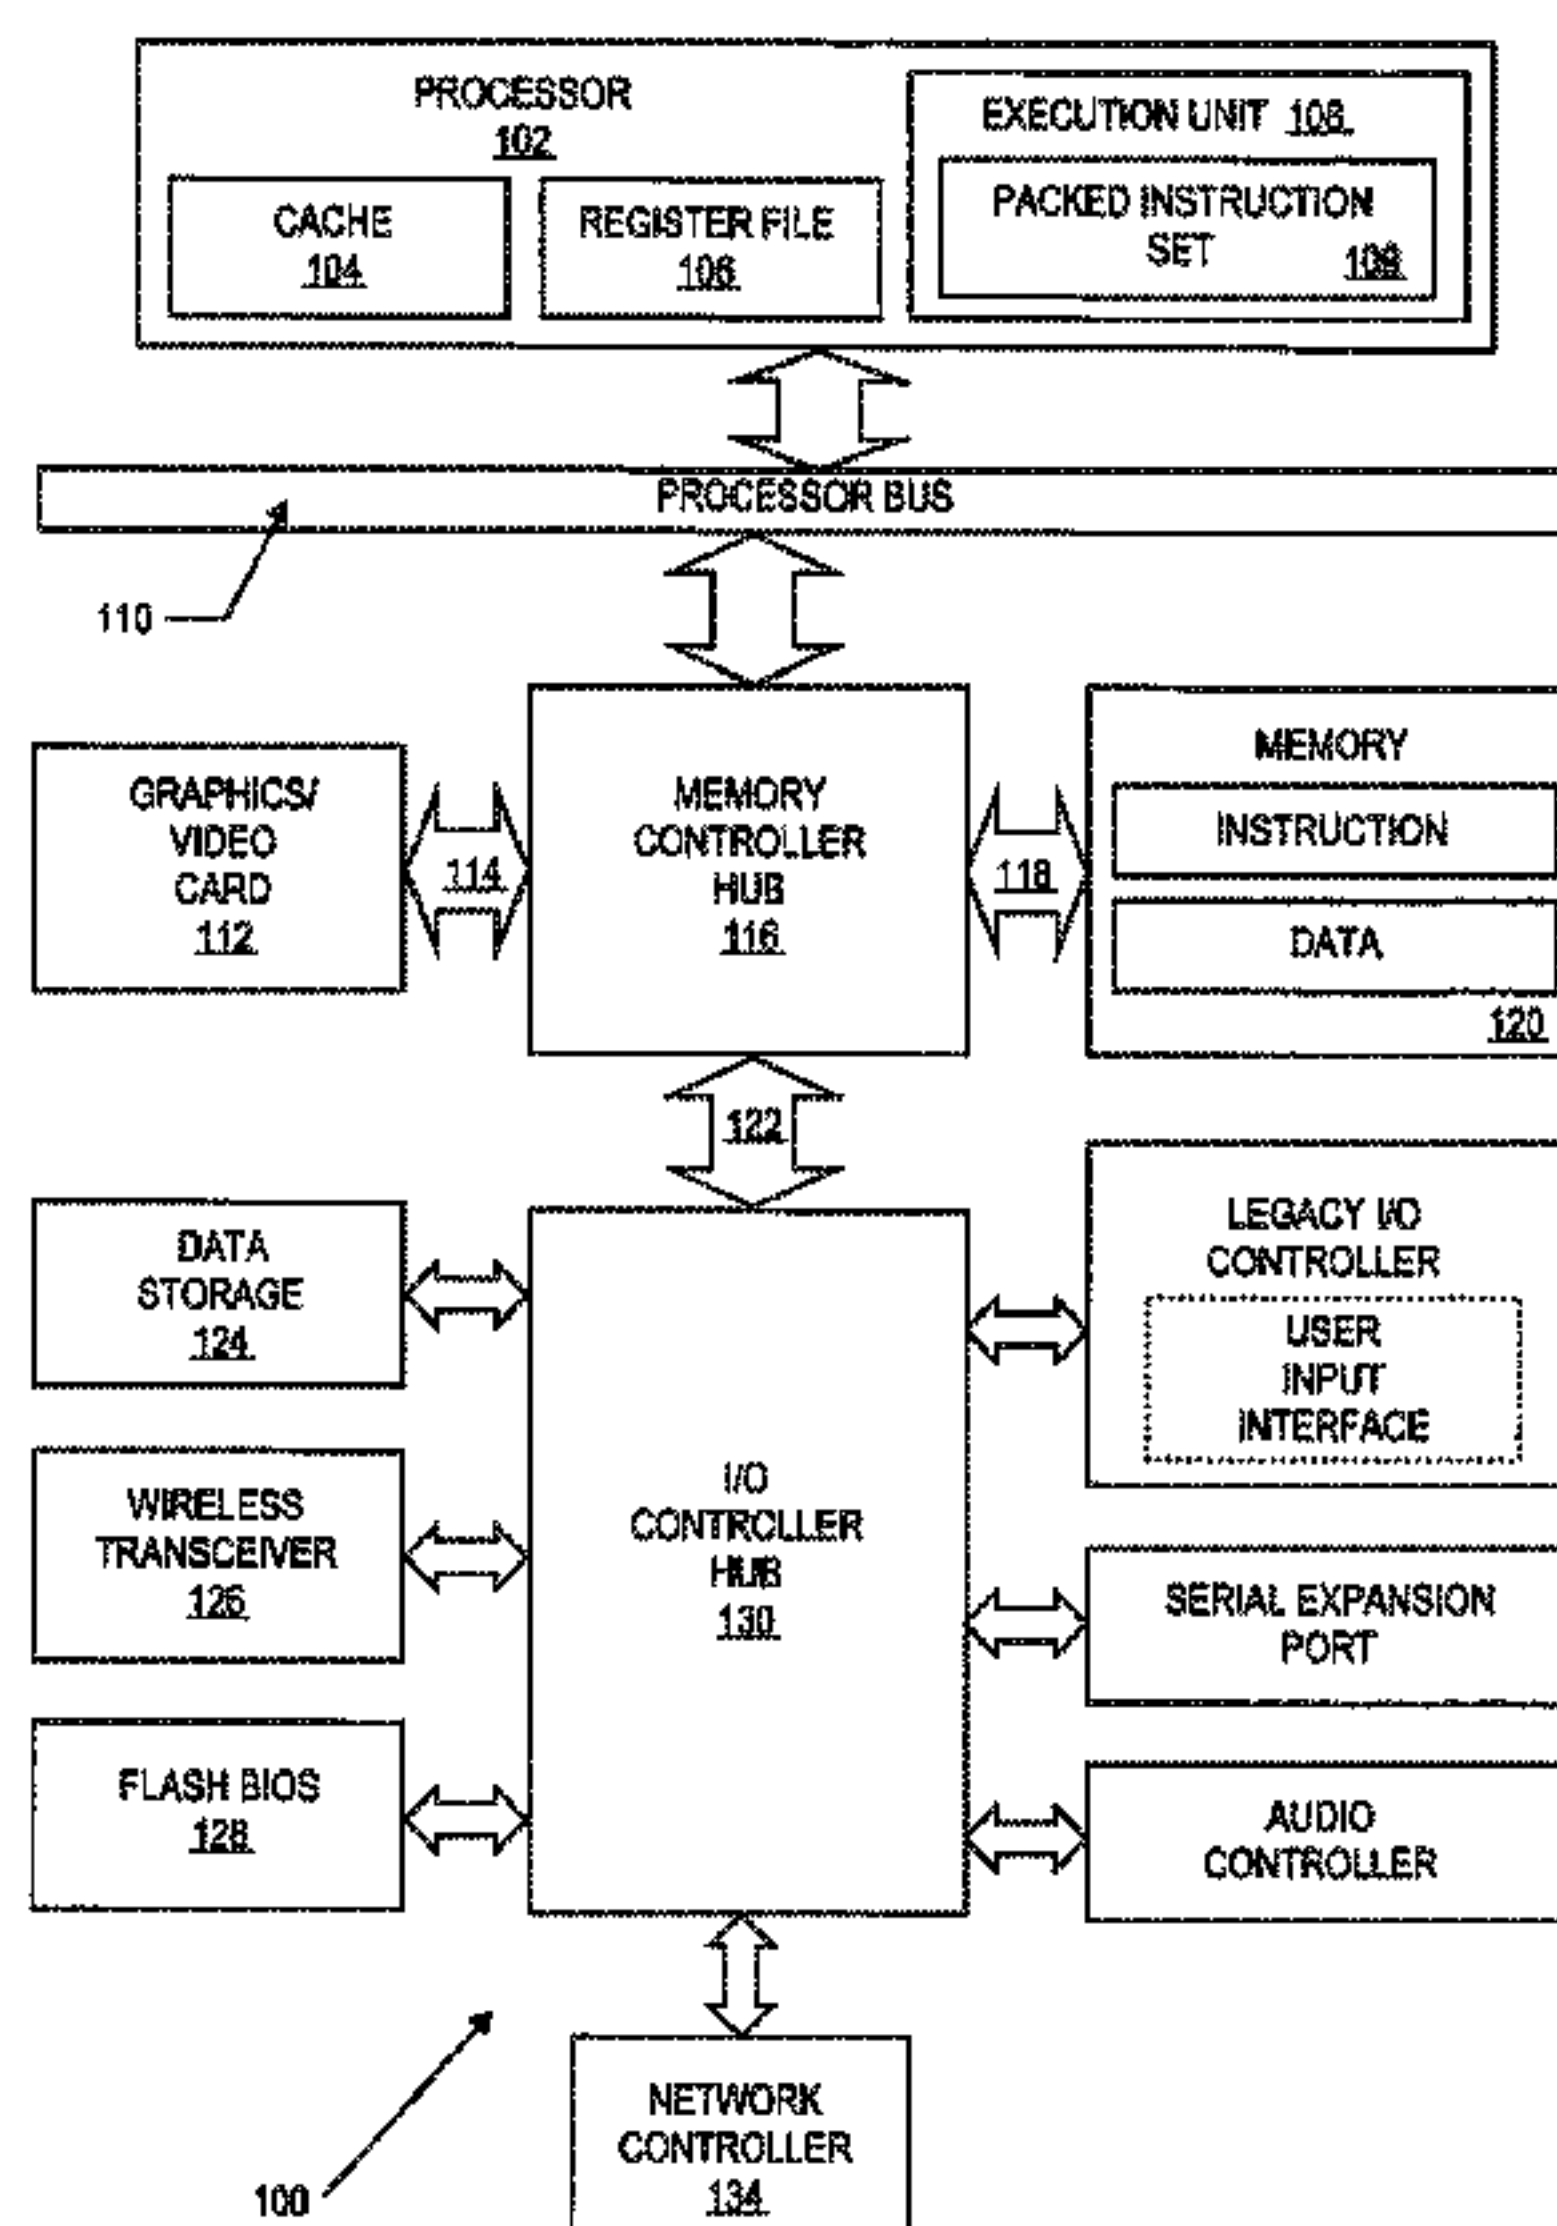 PROCESSOR
102
EXECUTION UNIT 108
CACHE
104
REGISTER FILE
106
PACKED INSTRUCTION
SET
109
PROCESSOR BUS
110
GRAPHICS/
VIDEO
CARD
112
114
MEMORY
CONTROLLER
HUB
116
118
MEMORY
INSTRUCTION
DATA
120
122
DATA
STORAGE
124
LEGACY I/O
CONTROLLER
USER
INPUT
INTERFACE
WIRELESS
TRANSCEIVER
126
I/O
CONTROLLER
HUB
130
SERIAL EXPANSION
PORT
FLASH BIOS
128
AUDIO
CONTROLLER
NETWORK
CONTROLLER
134
100